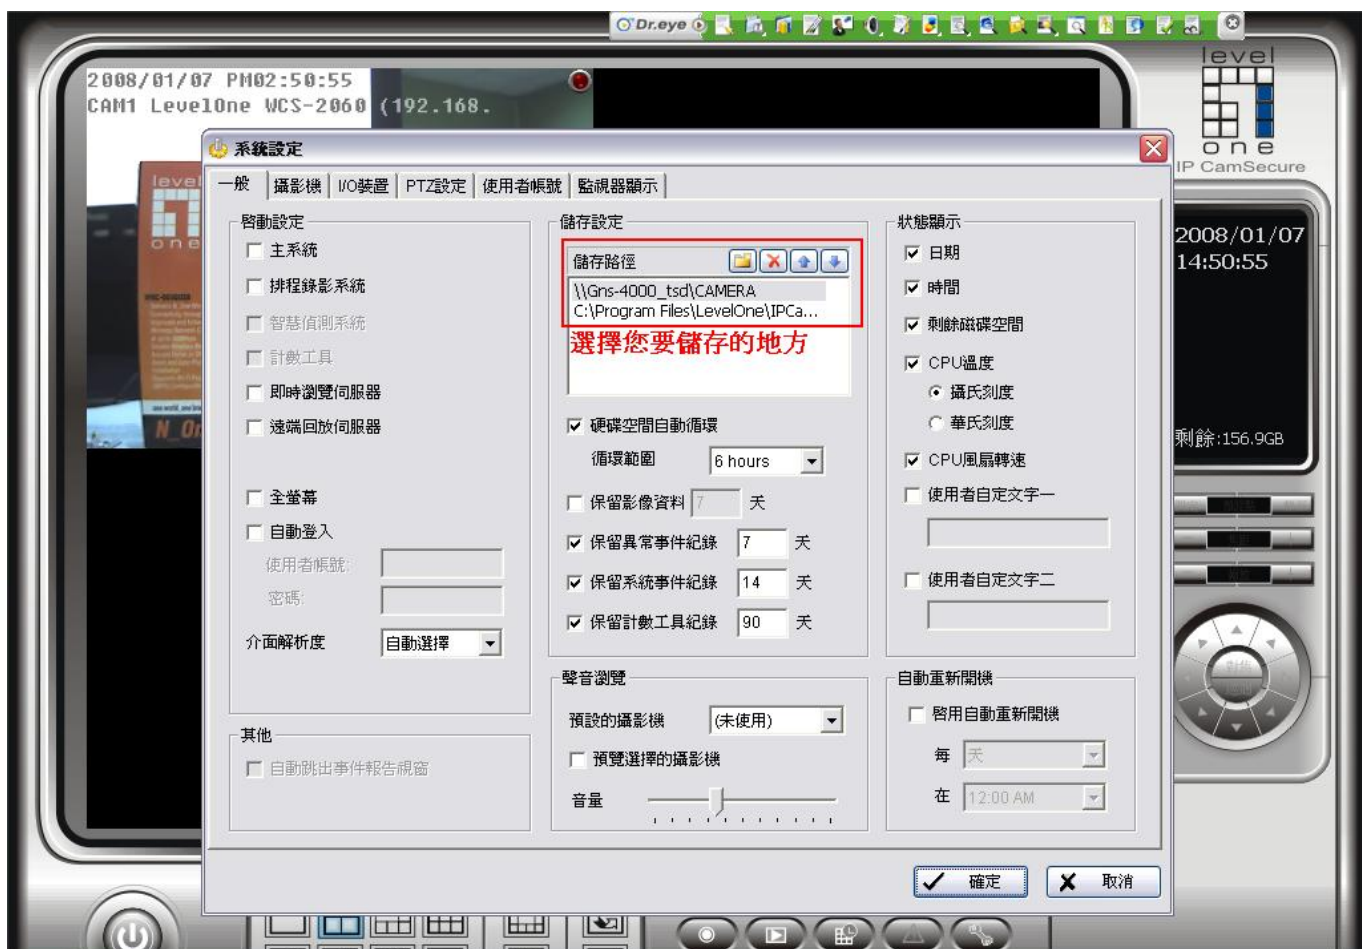 Dr.eye
2008/01/07 PM02:50:55
CAM1 LevelOne WCS-2060 (192.168.
level
one
IP CamSecure
level
one
N_On
2008/01/07
14:50:55
剩餘:156.9GB
系統設定
一般 攝影機 I/O裝置 PTZ設定 使用者帳號 監視器顯示
啓動設定
主系統
排程錄影系統
智慧偵測系統
計數工具
即時瀏覽伺服器
遠端回放伺服器
全螢幕
自動登入
使用者帳號:
密碼:
介面解析度 自動選擇
其他
自動跳出事件報告視窗
儲存設定
儲存路徑
\\Gns-4000_tsd\CAMERA
C:\Program Files\LevelOne\IPCa...
選擇您要儲存的地方
硬碟空間自動循環
循環範圍 6 hours
保留影像資料 7 天
保留異常事件紀錄 7 天
保留系統事件紀錄 14 天
保留計數工具紀錄 90 天
聲音瀏覽
預設的攝影機 (未使用)
預覽選擇的攝影機
音量
狀態顯示
日期
時間
剩餘磁碟空間
CPU溫度
攝氏刻度
華氏刻度
CPU風扇轉速
使用者自定文字一
使用者自定文字二
自動重新開機
啓用自動重新開機
每 天
在 12:00 AM
確定 取消